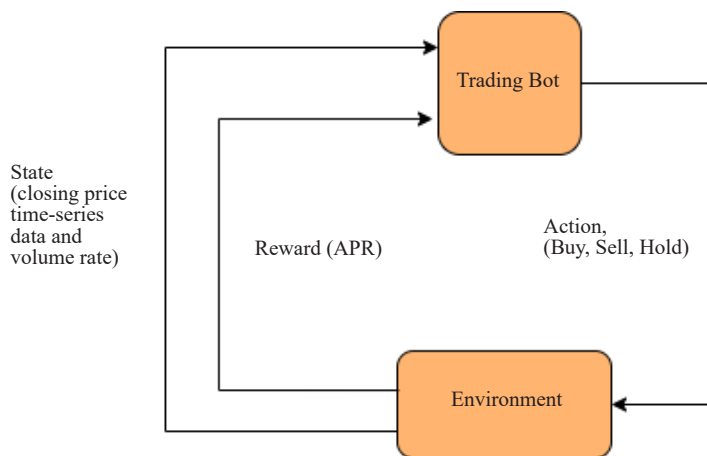 Trading Bot
State
(closing price
time-series
data and
volume rate)
Reward (APR)
Action,
(Buy, Sell, Hold)
Environment